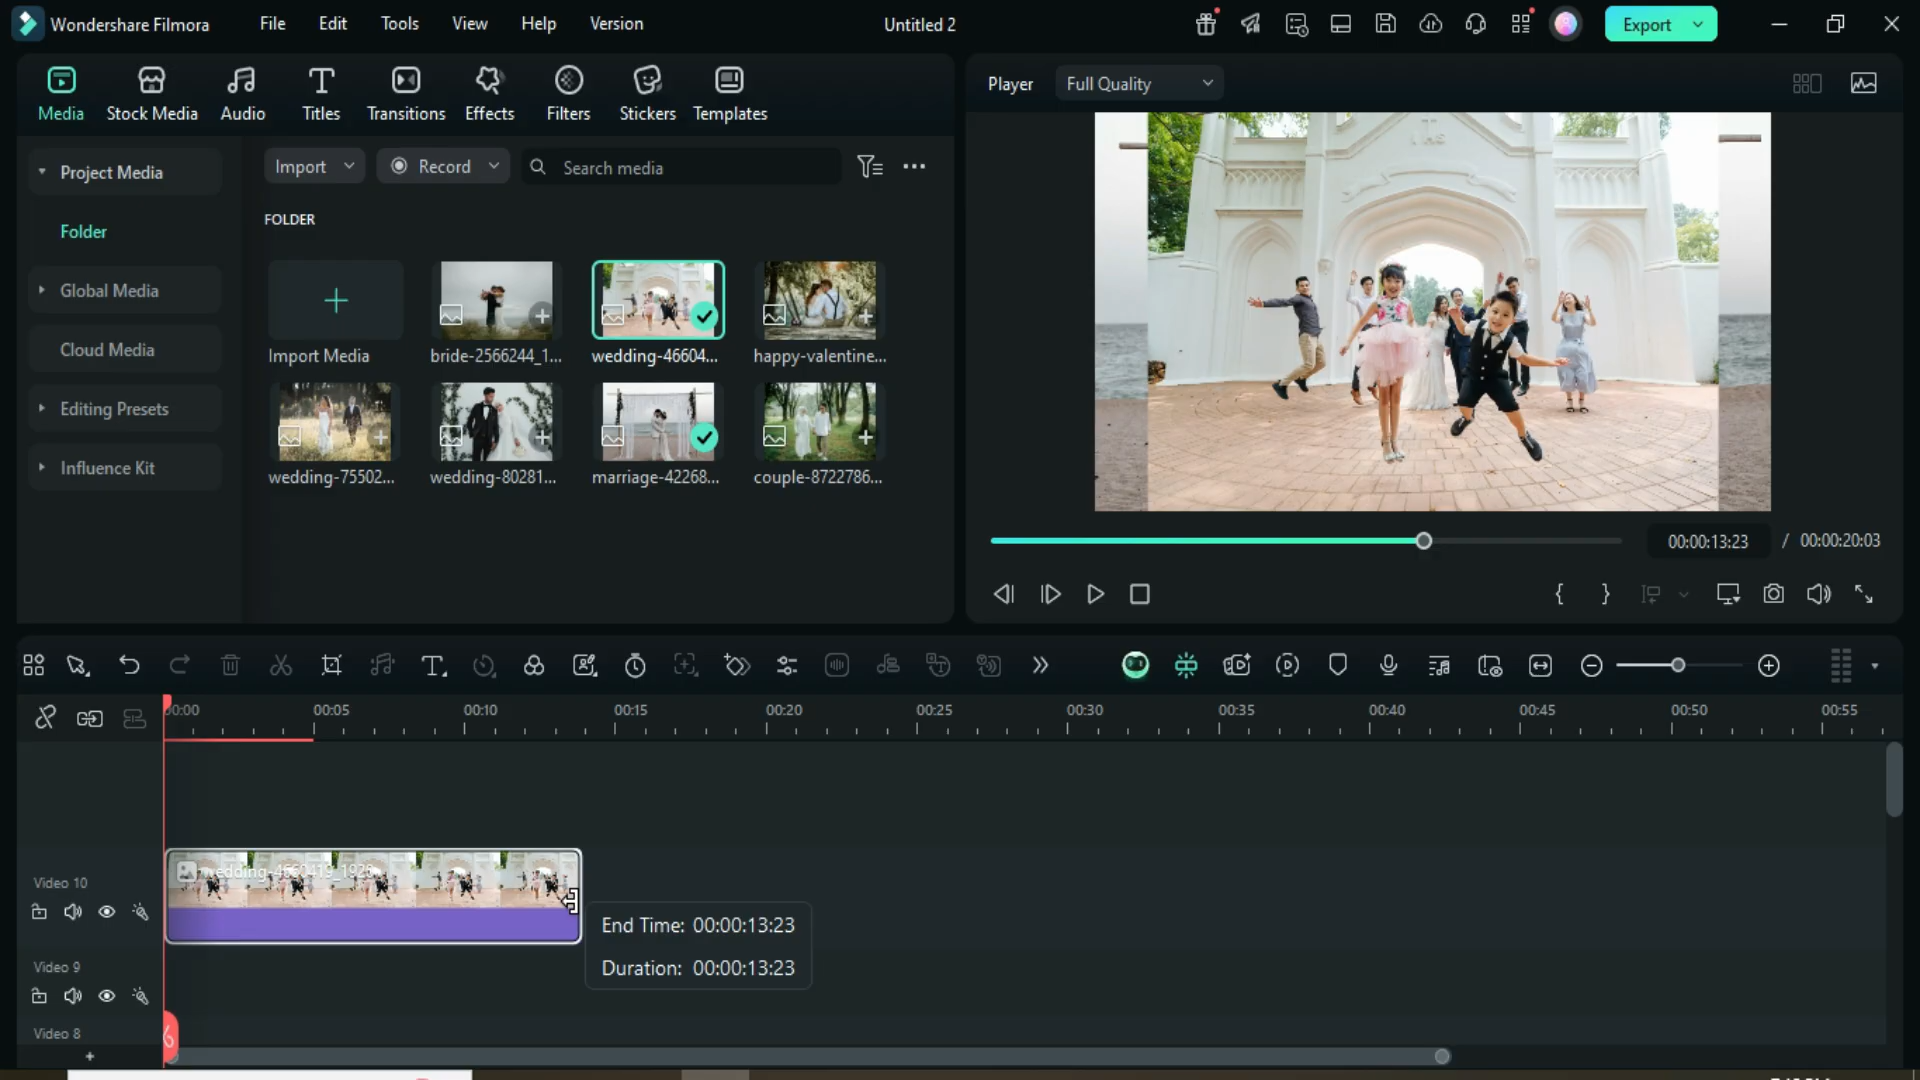 Wondershare Filmora
File
Edit
Tools
View
Help
Version
Untitled 2
Export
Media
Stock Media
Audio
Titles
Transitions
Effects
Filters
Stickers
Templates
Player
Full Quality
Project Media
Folder
Global Media
Cloud Media
Editing Presets
Influence Kit
Import
Record
Search media
FOLDER
Import Media
bride-2566244_1...
wedding-46604...
happy-valentine...
wedding-75502...
wedding-80281...
marriage-42268...
couple-8722786...
00:00:13:23 / 00:00:20:03
00:00
00:05
00:10
00:15
00:20
00:25
00:30
00:35
00:40
00:45
00:50
00:55
Video 10
wedding-4660419_1920
End Time: 00:00:13:23
Duration: 00:00:13:23
Video 9
Video 8